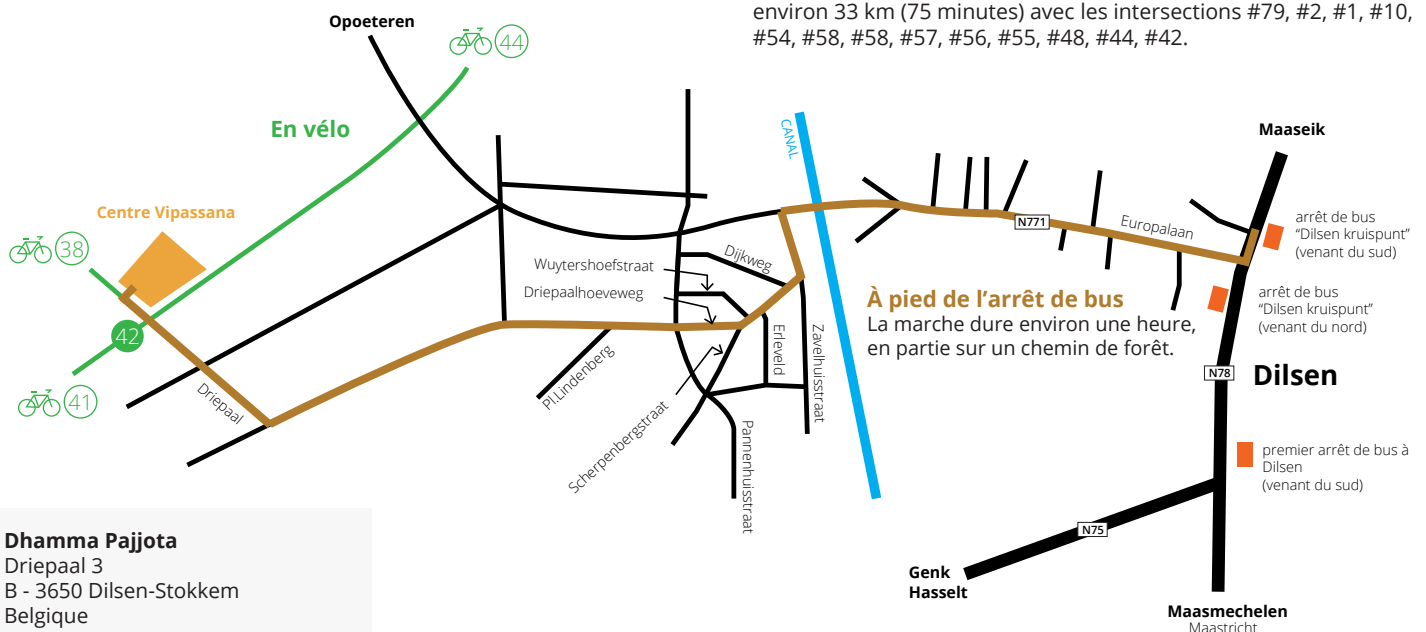 environ 33 km (75 minutes) avec les intersections #79, #2, #1, #10,
#54, #58, #58, #57, #56, #55, #48, #44, #42.
Opoeteren
44
En vélo
CANAL
Maaseik
Centre Vipassana
38
N771
Europalaan
arrêt de bus
“Dilsen kruispunt”
(venant du sud)
Wuytershoefstraat
Dijkweg
Driepaalhoeveweg
À pied de l’arrêt de bus
La marche dure environ une heure,
en partie sur un chemin de forêt.
arrêt de bus
“Dilsen kruispunt”
(venant du nord)
42
Erleveld
Zavelhuisstraat
N78
Dilsen
41
Driepaal
Pl.Lindenberg
Scherpenbergstraat
Pannenhuisstraat
premier arrêt de bus à
Dilsen
(venant du sud)
N75
Genk
Hasselt
Maasmechelen
Maastricht
Dhamma Pajjota
Driepaal 3
B - 3650 Dilsen-Stokkem
Belgique